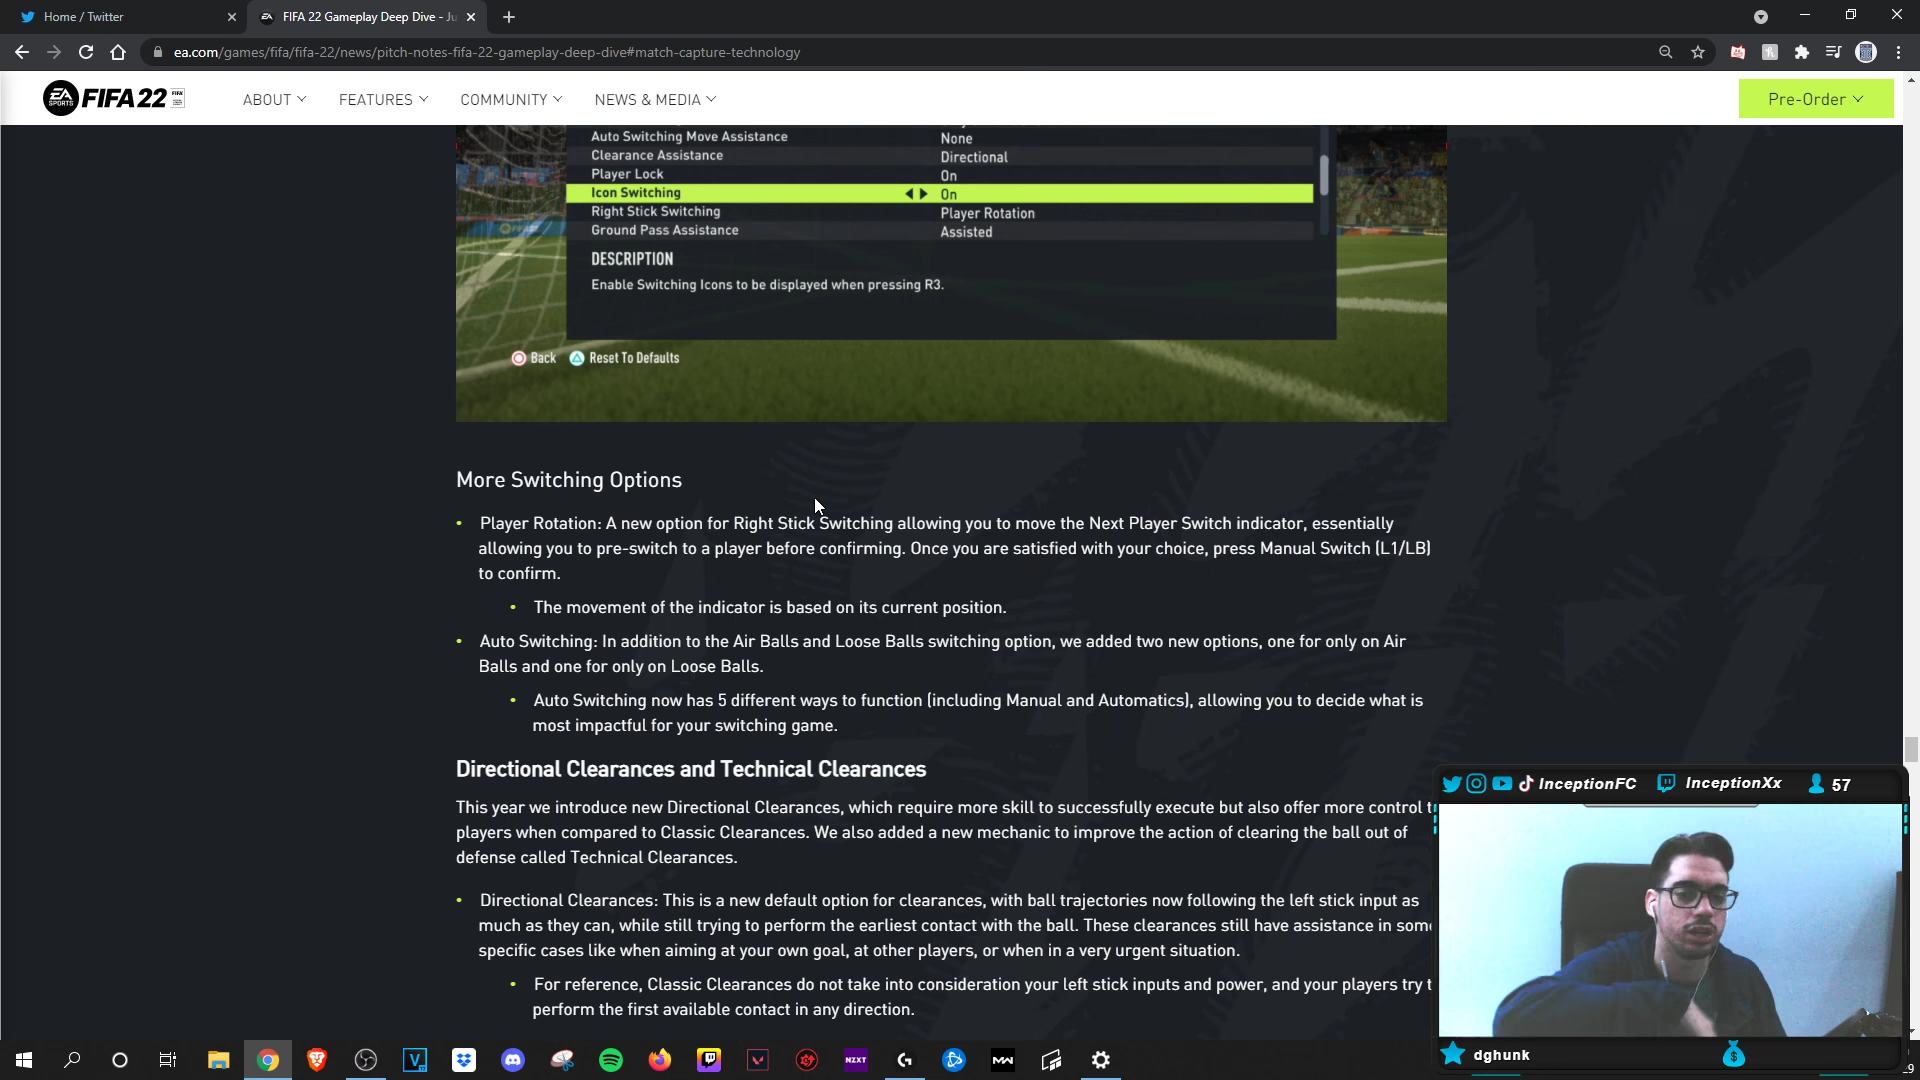 Home / Twitter
FIFA 22 Gameplay Deep Dive - Ju
ea.com/games/fifa/fifa-22/news/pitch-notes-fifa-22-gameplay-deep-dive#match-capture-technology
EA SPORTS FIFA 22
ABOUT
FEATURES
COMMUNITY
NEWS & MEDIA
Pre-Order
Auto Switching Move Assistance None
Clearance Assistance Directional
Player Lock On
Icon Switching On
Right Stick Switching Player Rotation
Ground Pass Assistance Assisted
DESCRIPTION
Enable Switching Icons to be displayed when pressing R3.
Back Reset To Defaults
More Switching Options
• Player Rotation: A new option for Right Stick Switching allowing you to move the Next Player Switch indicator, essentially
allowing you to pre-switch to a player before confirming. Once you are satisfied with your choice, press Manual Switch (L1/LB)
to confirm.
• The movement of the indicator is based on its current position.
• Auto Switching: In addition to the Air Balls and Loose Balls switching option, we added two new options, one for only on Air
Balls and one for only on Loose Balls.
• Auto Switching now has 5 different ways to function (including Manual and Automatics), allowing you to decide what is
most impactful for your switching game.
Directional Clearances and Technical Clearances
This year we introduce new Directional Clearances, which require more skill to successfully execute but also offer more control t
players when compared to Classic Clearances. We also added a new mechanic to improve the action of clearing the ball out of
defense called Technical Clearances.
• Directional Clearances: This is a new default option for clearances, with ball trajectories now following the left stick input as
much as they can, while still trying to perform the earliest contact with the ball. These clearances still have assistance in som
specific cases like when aiming at your own goal, at other players, or when in a very urgent situation.
• For reference, Classic Clearances do not take into consideration your left stick inputs and power, and your players try t
perform the first available contact in any direction.
InceptionFC InceptionXx 57
dghunk
NZXT
MW